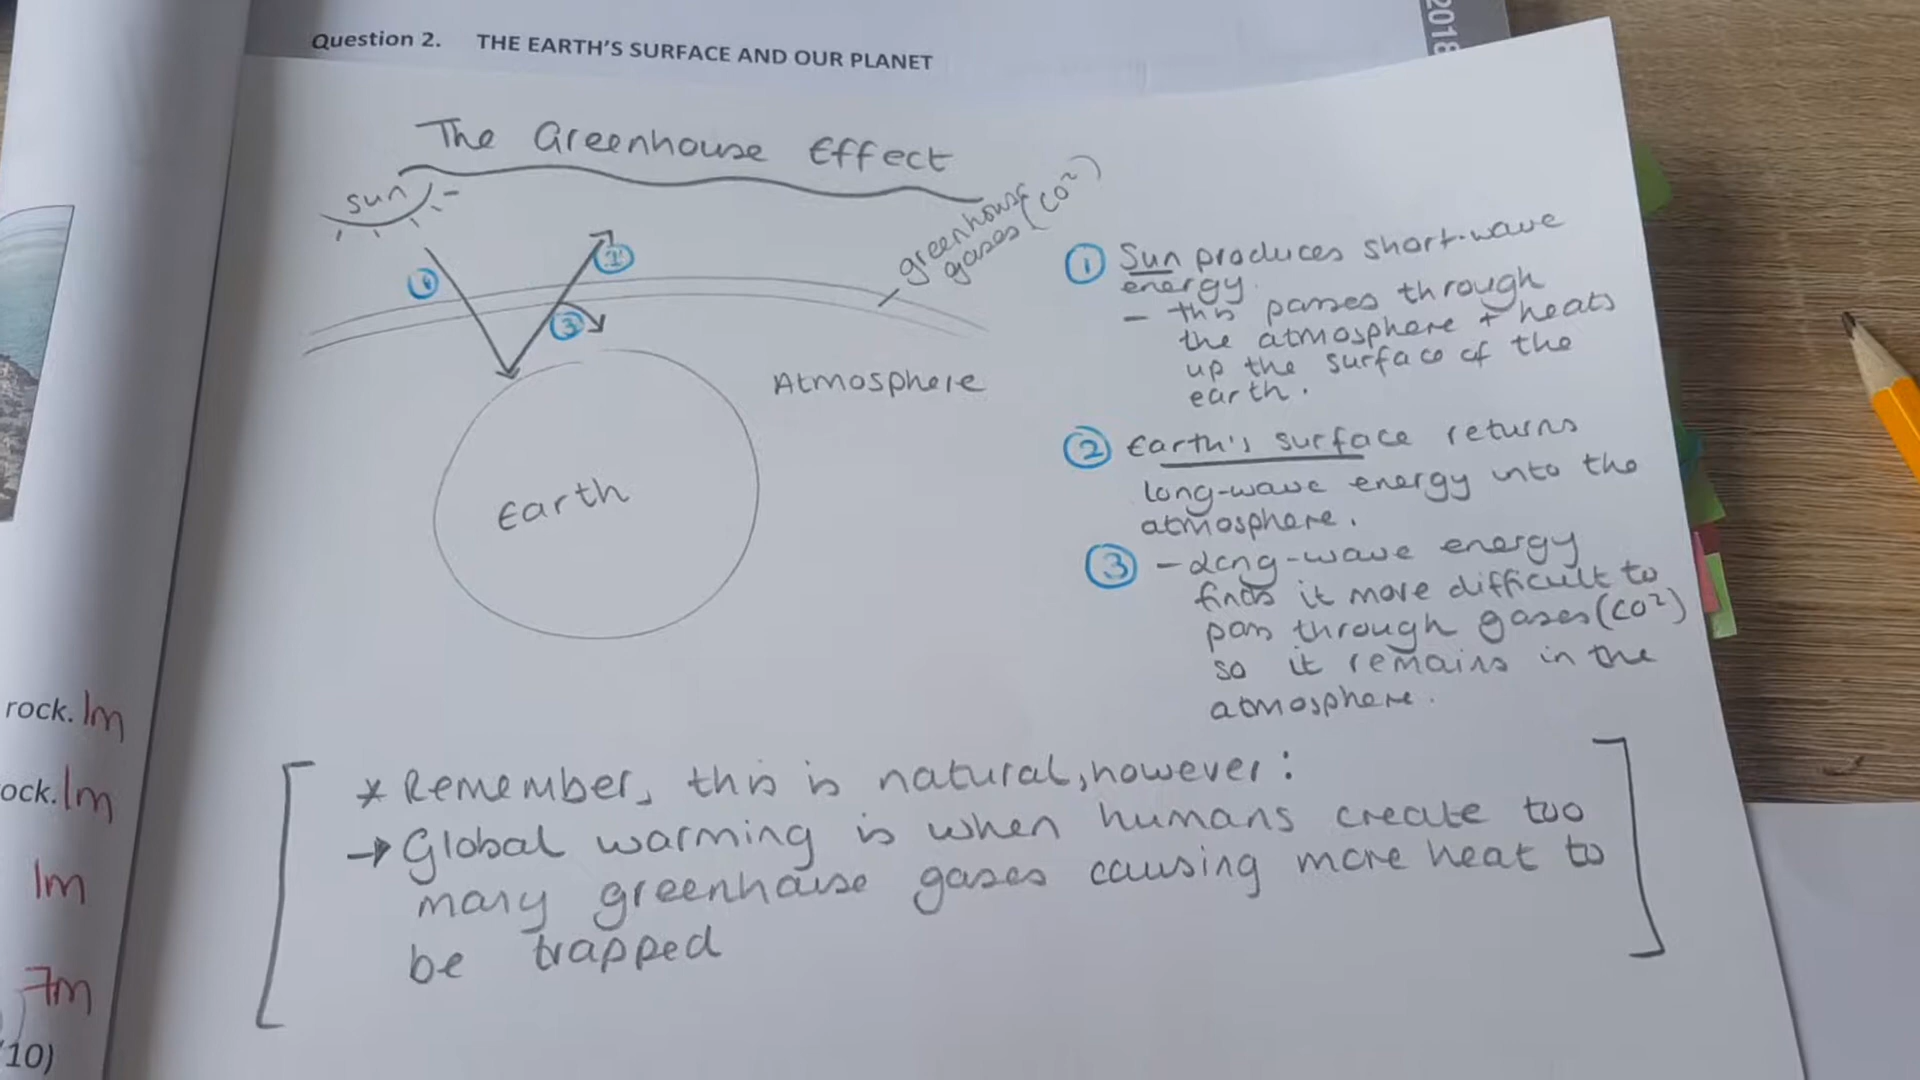 2018
Question 2. THE EARTH'S SURFACE AND OUR PLANET
The Greenhouse Effect
sun
greenhouse
gases (CO²)
1
2
3
Atmosphere
Earth
1 Sun produces short-wave
energy.
- this passes through
the atmosphere + heats
up the surface of the
earth.
2 Earth's surface returns
long-wave energy into the
atmosphere.
3 - Long-wave energy
finds it more difficult to
pass through gases (CO²)
so it remains in the
atmosphere.
* Remember, this is natural, however:
→ Global warming is when humans create too
many greenhouse gases causing more heat to
be trapped
rock. 1m
ock. 1m
1m
7m
10)